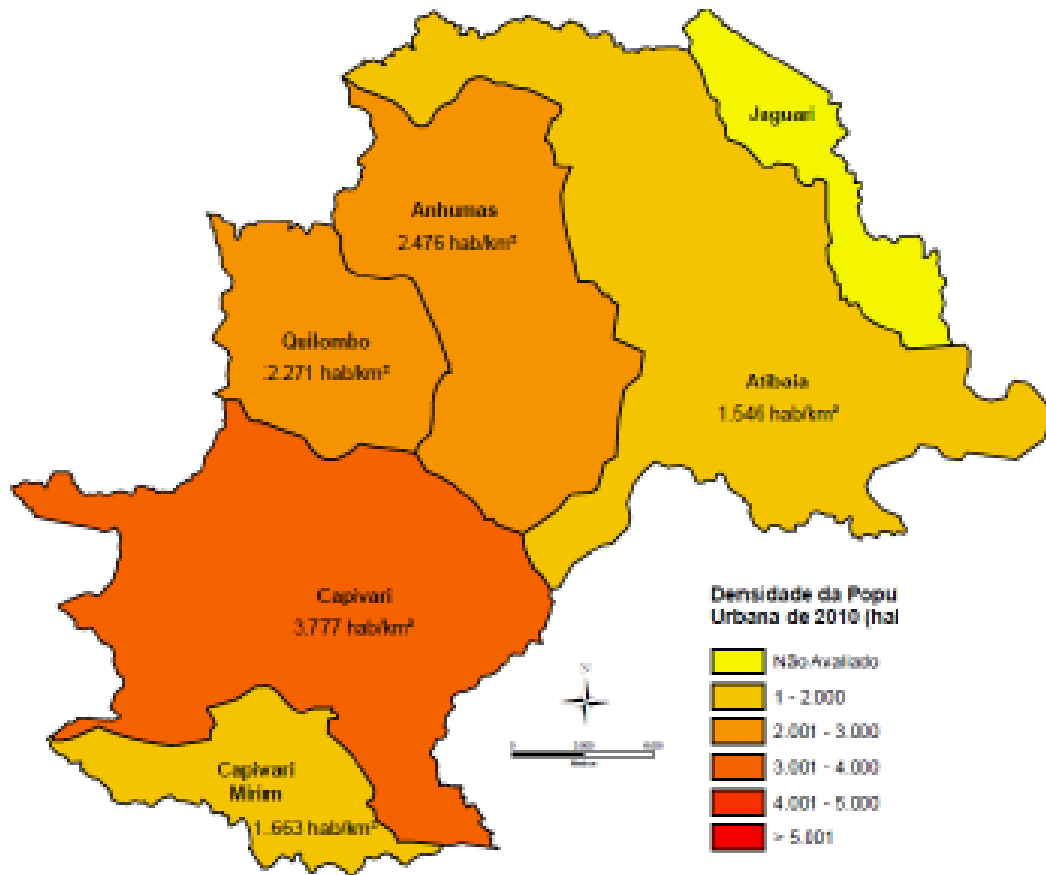 Jaguari
Anhumas
2.476 hab/km²
Quilombo
2.271 hab/km²
Atibaia
1.546 hab/km²
Capivari
3.777 hab/km²
Capivari
Mirim
1.663 hab/km²
Densidade da Popu
Urbana de 2010 (hal
Não Avaliado
1 - 2.000
2.001 - 3.000
3.001 - 4.000
4.001 - 5.000
> 5.001
N
0